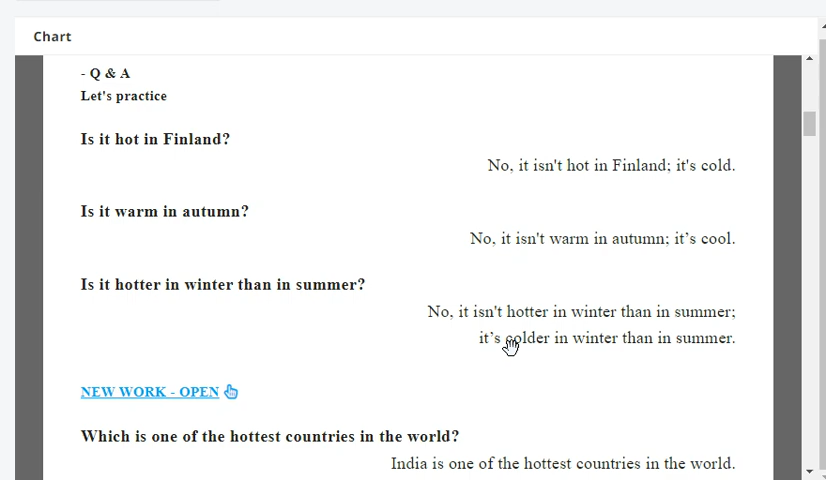 Chart
- Q & A
Let's practice
Is it hot in Finland?
No, it isn't hot in Finland; it's cold.
Is it warm in autumn?
No, it isn't warm in autumn; it’s cool.
Is it hotter in winter than in summer?
No, it isn't hotter in winter than in summer;
it’s colder in winter than in summer.
NEW WORK - OPEN
Which is one of the hottest countries in the world?
India is one of the hottest countries in the world.